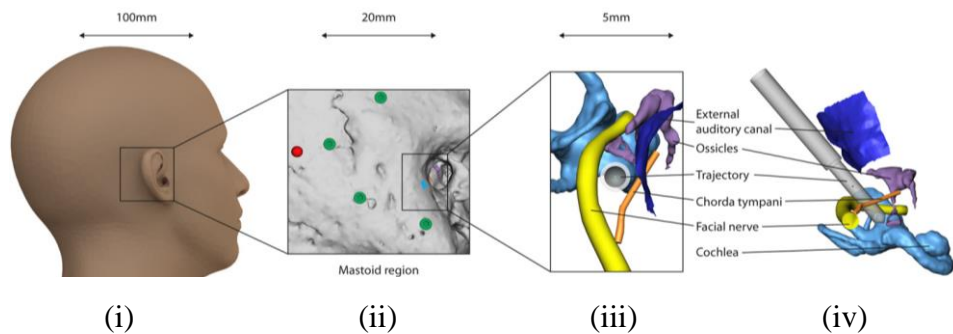 100mm
20mm
5mm
External
auditory canal
Ossicles
Trajectory
Chorda tympani
Facial nerve
Cochlea
Mastoid region
(i)
(ii)
(iii)
(iv)